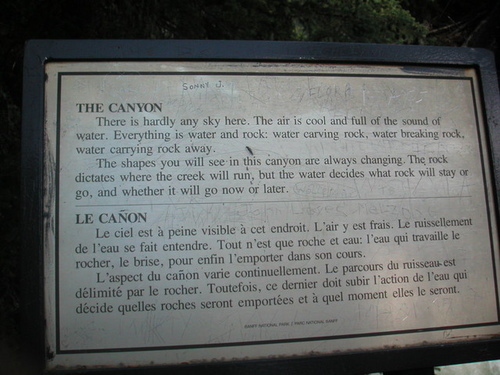 SONNY J.
THE CANYON
There is hardly any sky here. The air is cool and full of the sound of
water. Everything is water and rock: water carving rock, water breaking rock,
water carrying rock away.
The shapes you will see in this canyon are always changing. The rock
dictates where the creek will run, but the water decides what rock will stay or
go, and whether it will go now or later.
LE CAÑON
Le ciel est à peine visible à cet endroit. L'air y est frais. Le ruissellement
de l'eau se fait entendre. Tout n'est que roche et eau: l'eau qui travaille le
rocher, le brise, pour enfin l'emporter dans son cours.
L'aspect du cañon varie continuellement. Le parcours du ruisseau est
délimité par le rocher. Toutefois, ce dernier doit subir l'action de l'eau qui
décide quelles roches seront emportées et à quel moment elles le seront.